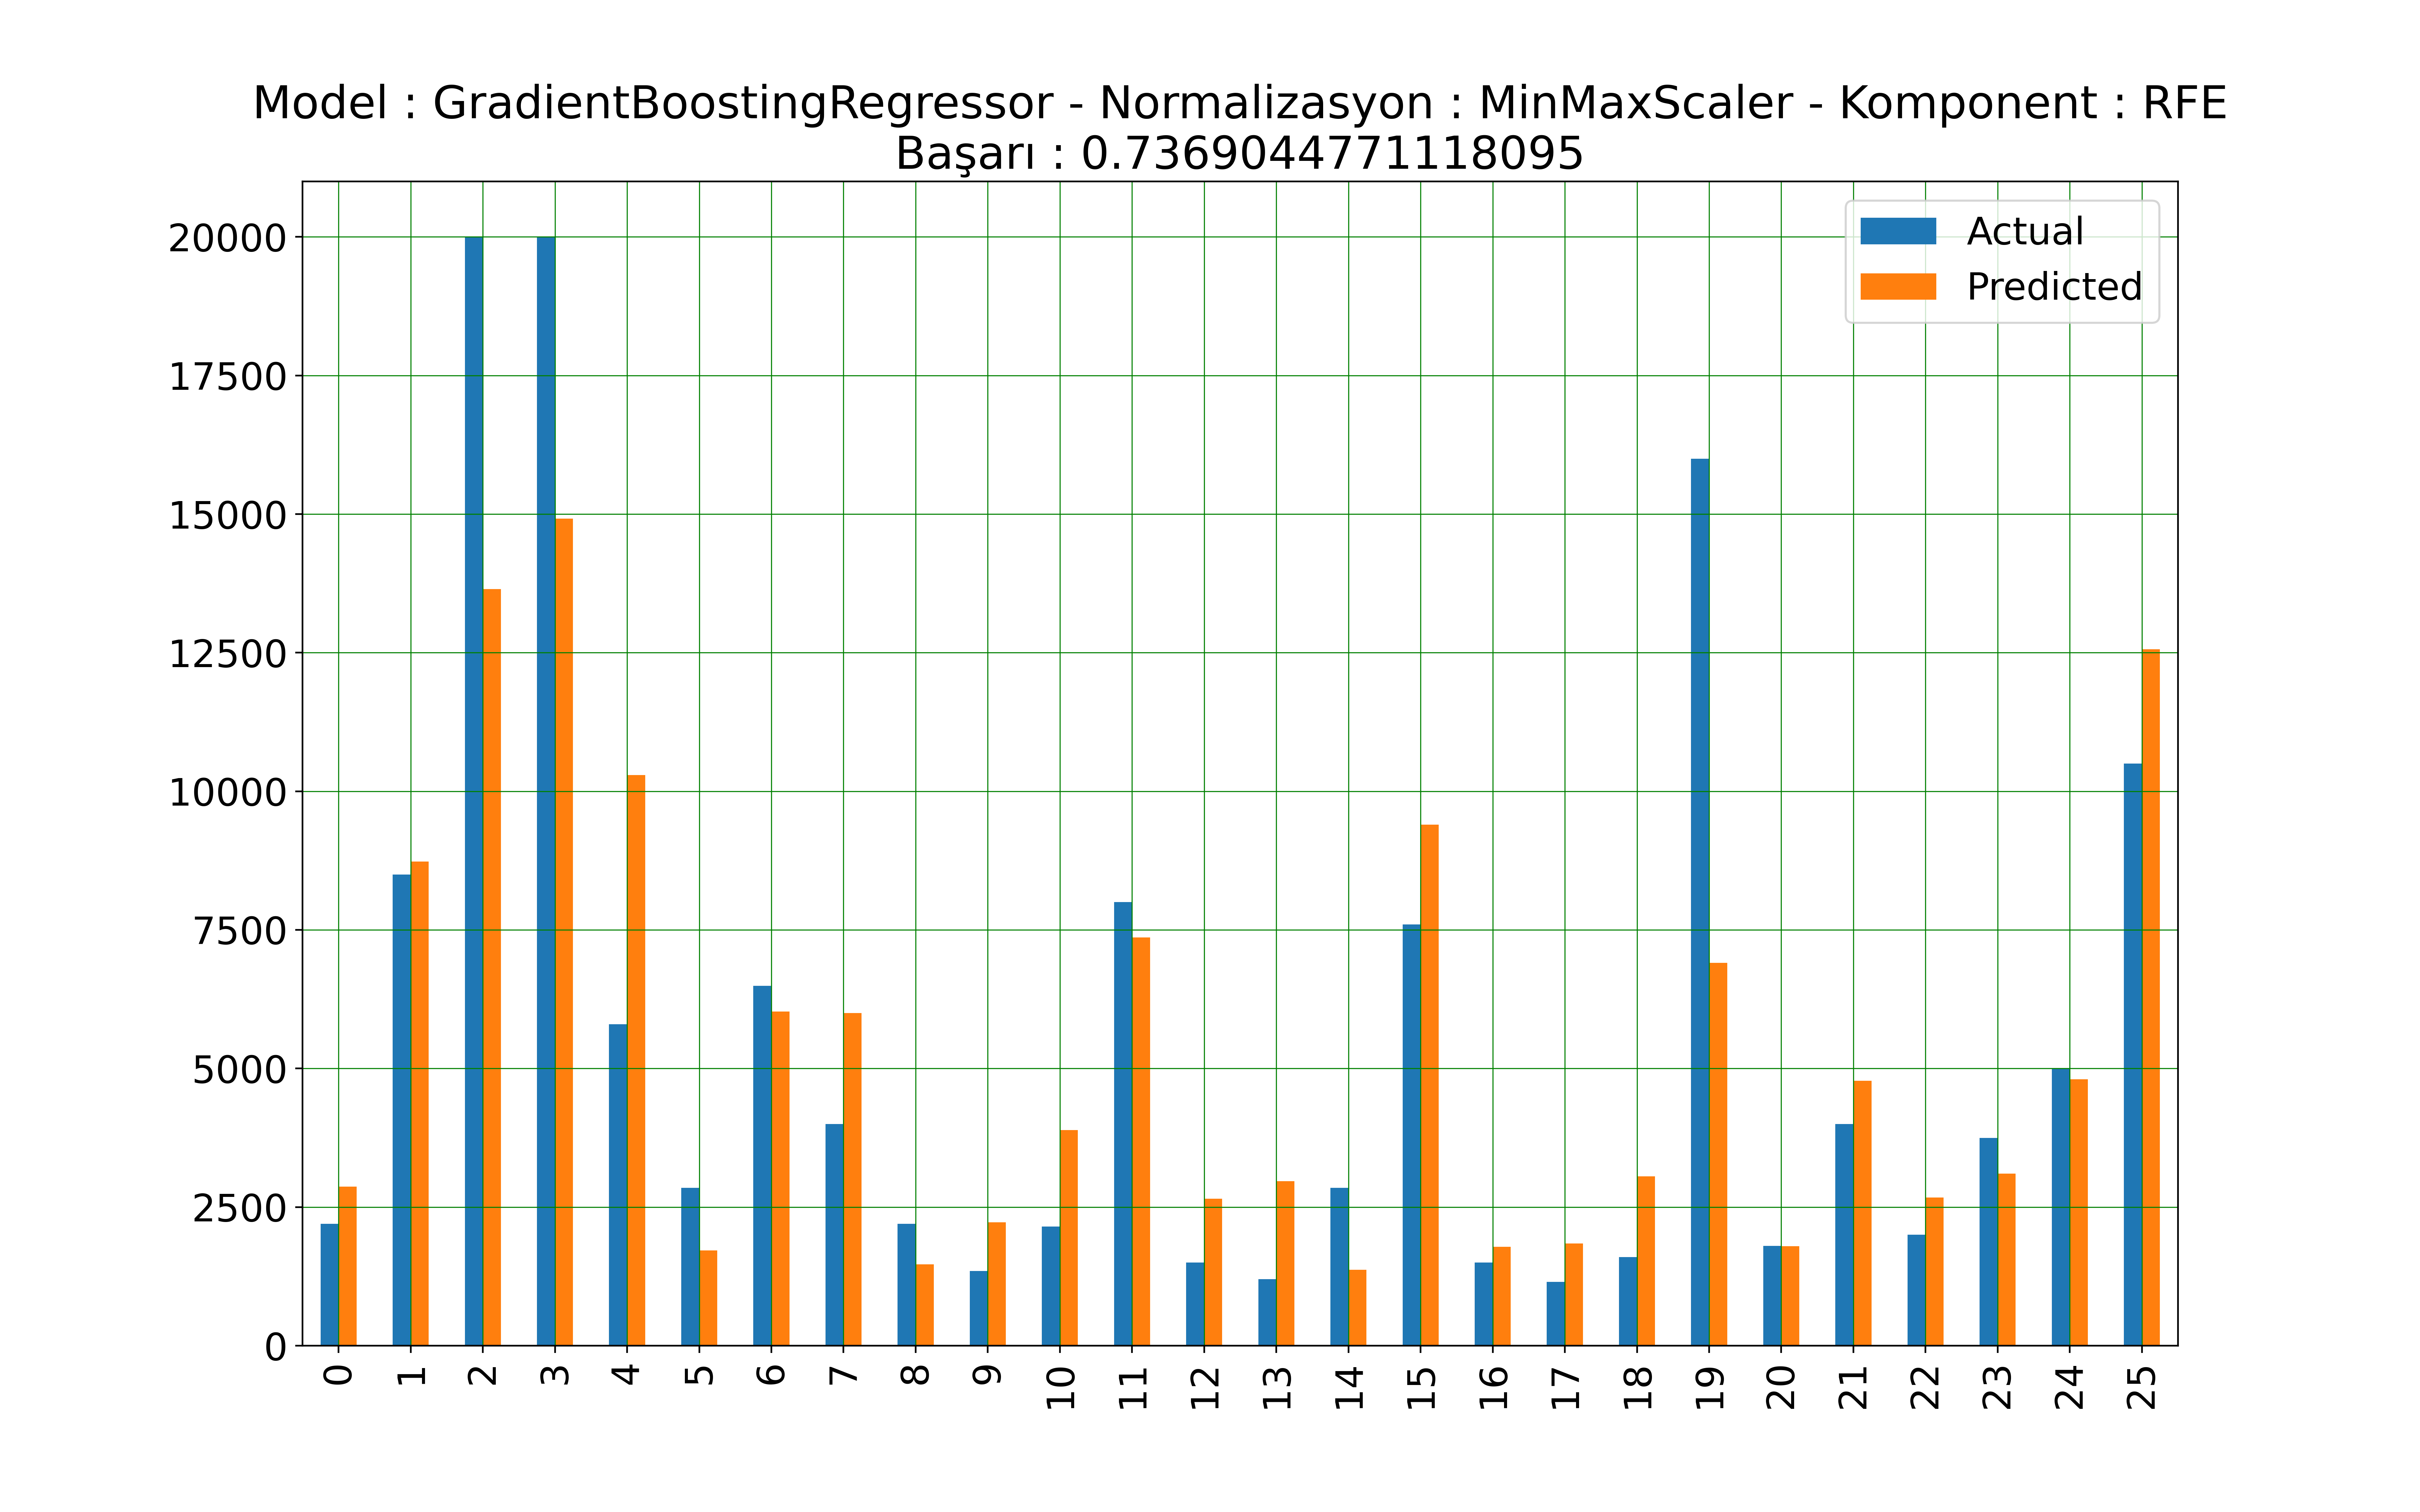 Model : GradientBoostingRegressor - Normalizasyon : MinMaxScaler - Komponent : RFE
Başarı : 0.7369044771118095
Actual
Predicted
20000
17500
15000
12500
10000
7500
5000
2500
0
0 1 2 3 4 5 6 7 8 9 10 11 12 13 14 15 16 17 18 19 20 21 22 23 24 25